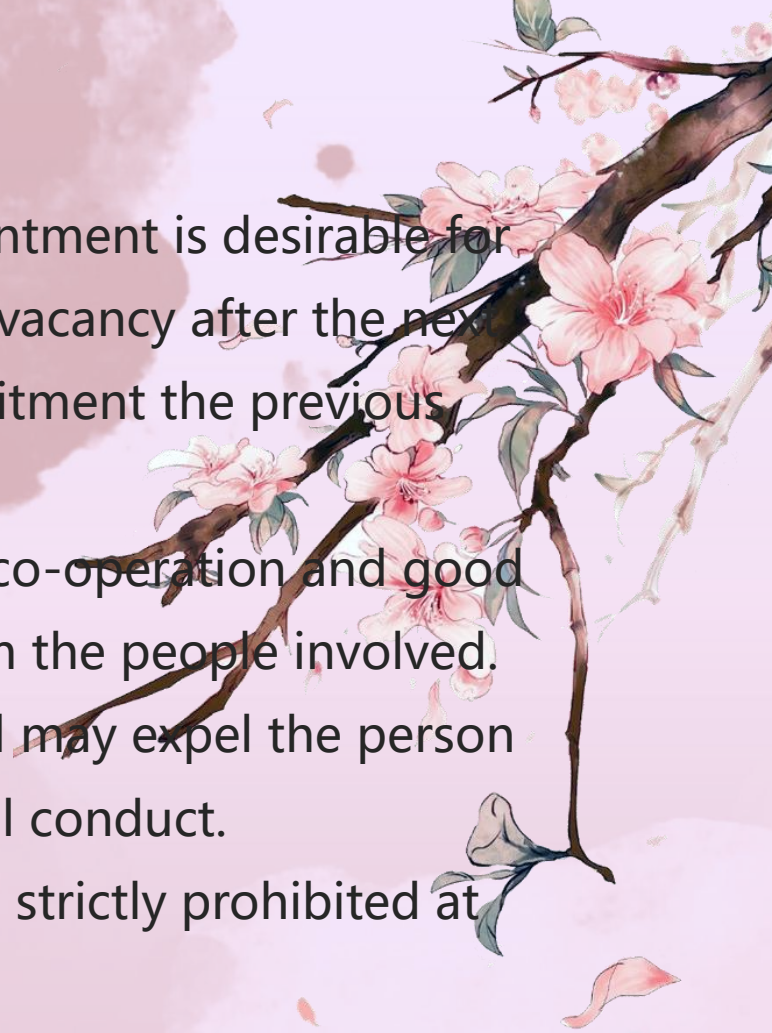 ntment is desirable for
vacancy after the next
itment the previous
co-operation and good
the people involved.
may expel the person
l conduct.
strictly prohibited at